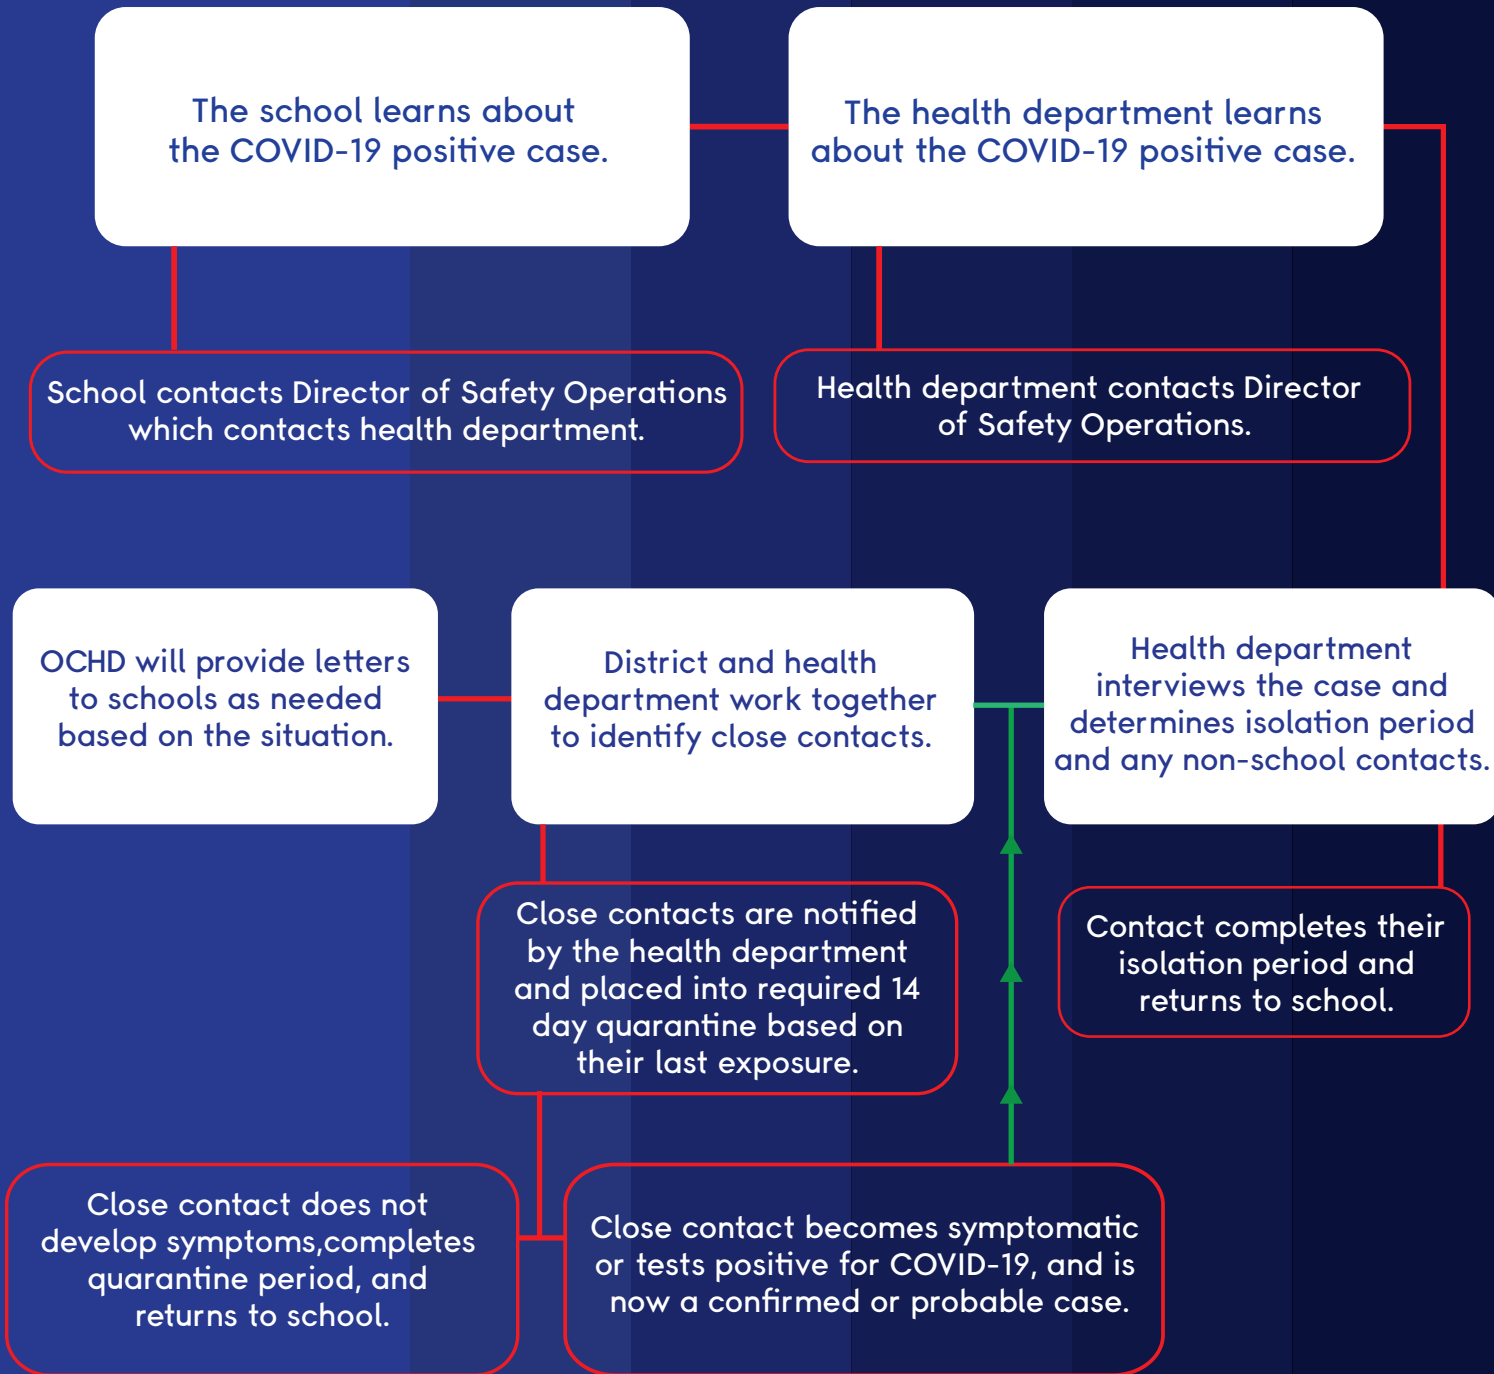 The school learns about
the COVID-19 positive case.
The health department learns
about the COVID-19 positive case.
School contacts Director of Safety Operations
which contacts health department.
Health department contacts Director
of Safety Operations.
OCHD will provide letters
to schools as needed
based on the situation.
District and health
department work together
to identify close contacts.
Health department
interviews the case and
determines isolation period
and any non-school contacts.
Close contacts are notified
by the health department
and placed into required 14
day quarantine based on
their last exposure.
Contact completes their
isolation period and
returns to school.
Close contact does not
develop symptoms,completes
quarantine period, and
returns to school.
Close contact becomes symptomatic
or tests positive for COVID-19, and is
now a confirmed or probable case.